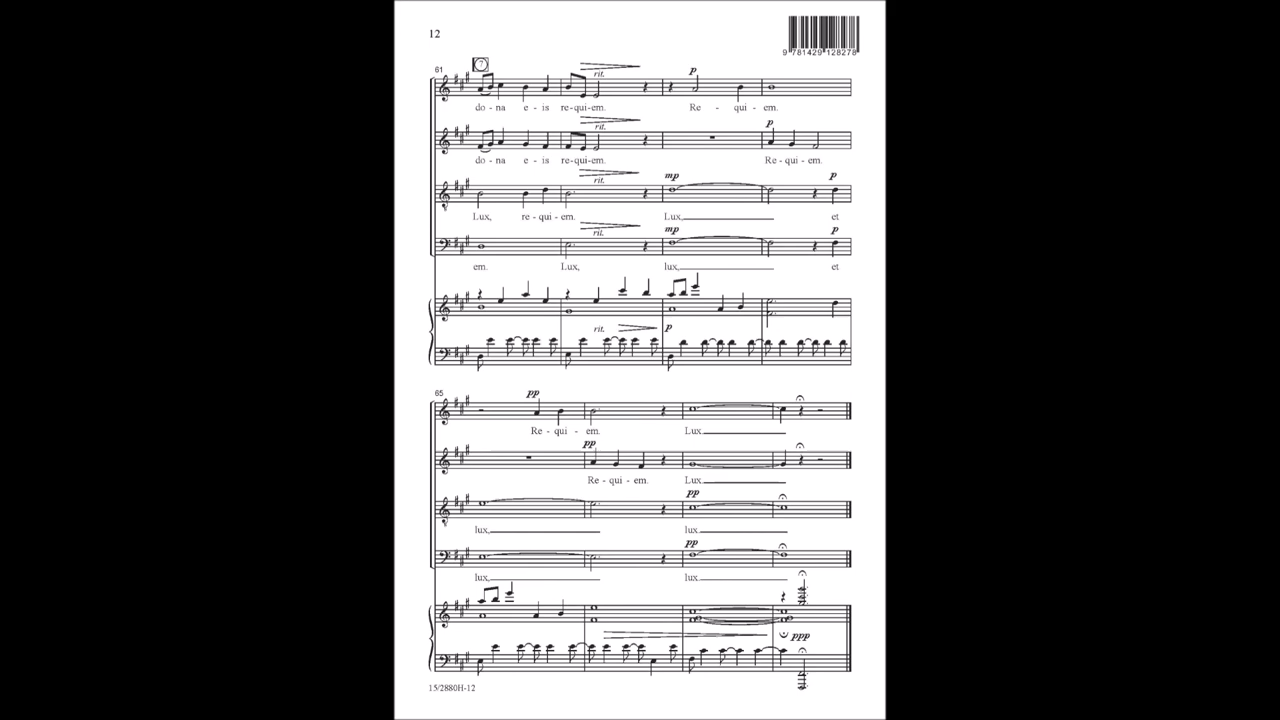 12
9 781429 128278
61
7
rit.
p
do - na e - is re-qui-em. Re - qui - em.
rit.
p
do - na e - is re-qui-em. Re-qui-em.
rit.
mp
p
Lux, re-qui-em. Lux, et
rit.
mp
p
em. Lux, lux, et
rit.
p
65
pp
Re-qui - em. Lux
pp
Re-qui-em. Lux
pp
lux, lux
pp
lux, lux
ppp
15/2880H-12